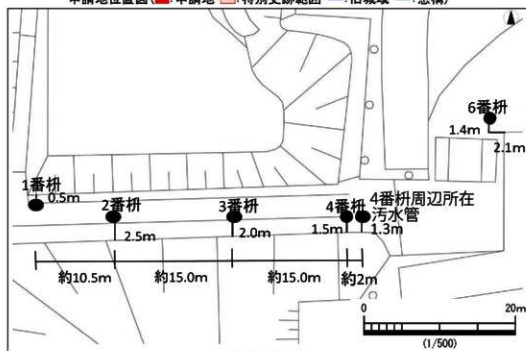 申請地位置図(■:申請地 □:特別史跡範囲 ―:旧城域 ―:惣構)
6番枡
1.4m
2.1m
1番枡
0.5m
2番枡
3番枡
4番枡
4番枡周辺所在
汚水管
2.5m
2.0m
1.5m
1.3m
約10.5m
約15.0m
約15.0m
約2m
0
20m
(1/500)